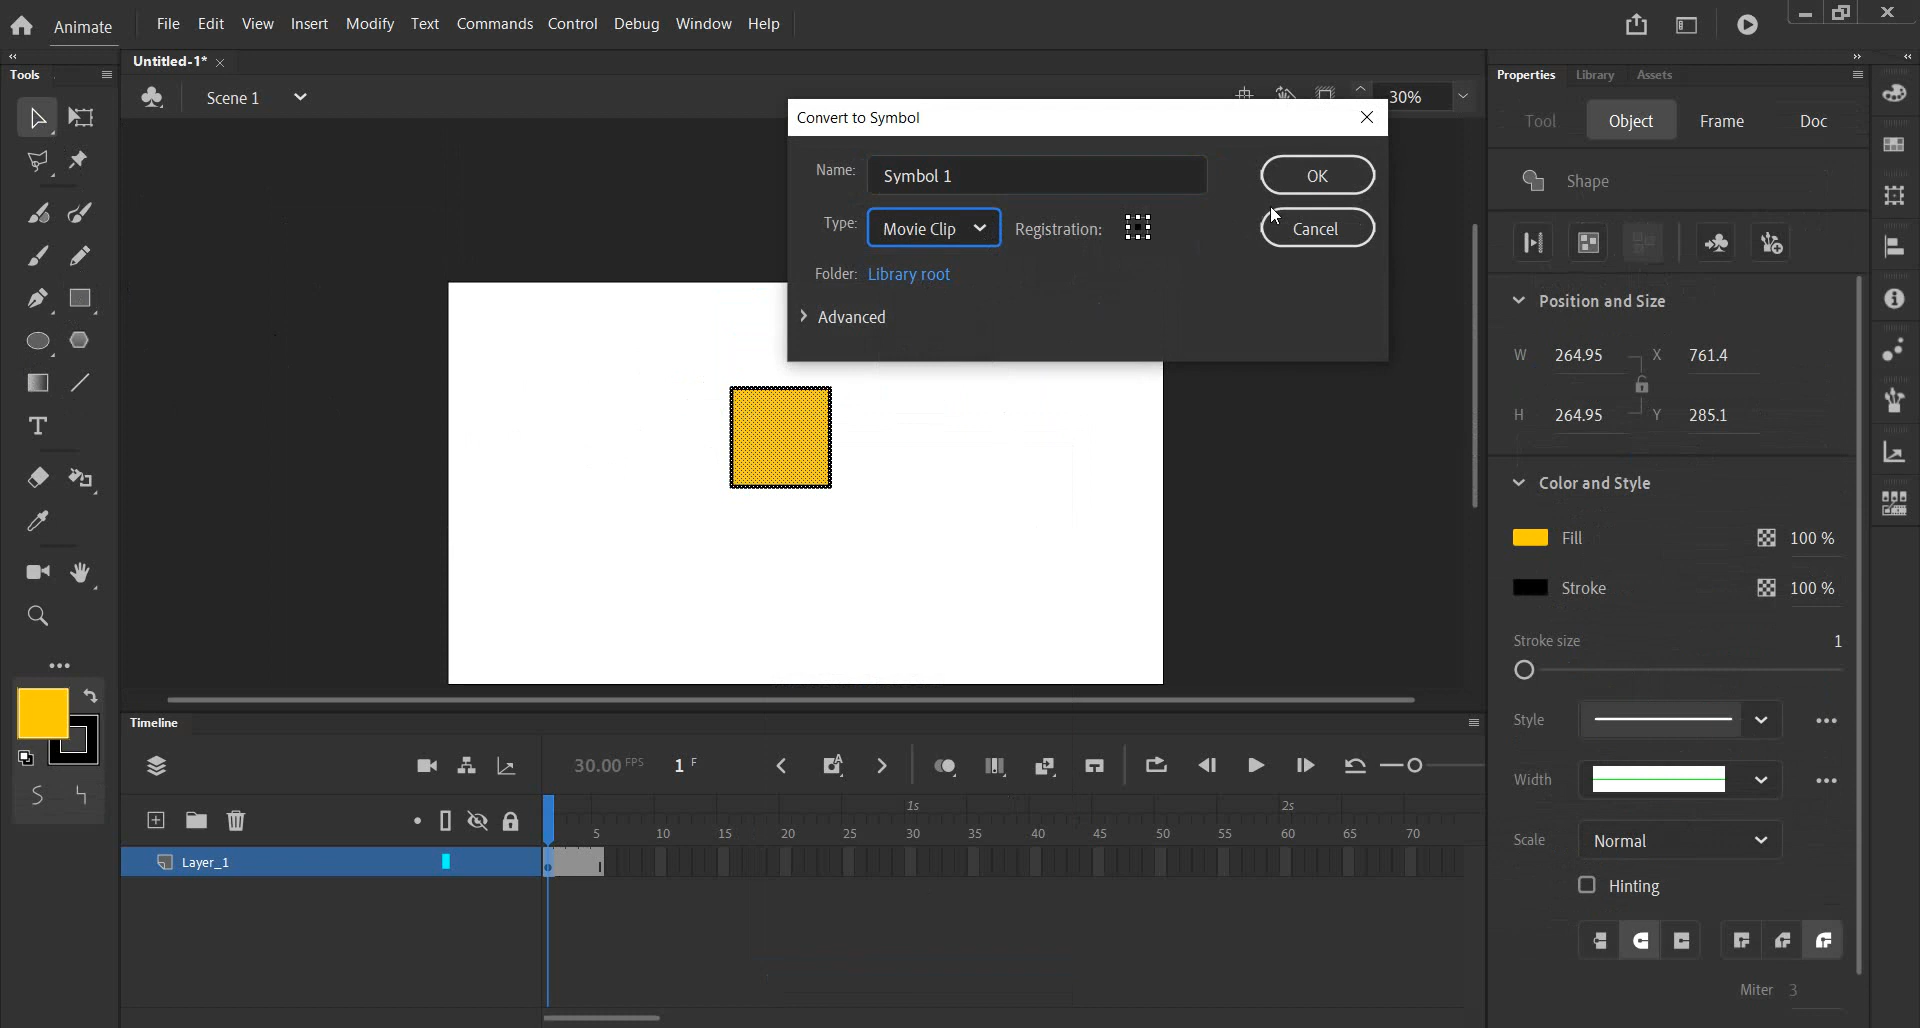 Animate File Edit View Insert Modify Text Commands Control Debug Window Help
Tools
Untitled-1*
Properties Library Assets
Scene 1
30%
Convert to Symbol
Tool Object Frame Doc
Name: Symbol 1 OK
Shape
Type: Movie Clip Registration: Cancel
Folder: Library root
Position and Size
Advanced
W 264.95 X 761.4
H 264.95 Y 285.1
Color and Style
Fill 100 %
Stroke 100 %
Stroke size 1
Style
Timeline
30.00 FPS 1 F
Width
1s 2s
5 10 15 20 25 30 35 40 45 50 55 60 65 70
Scale Normal
Layer_1
Hinting
Miter 3